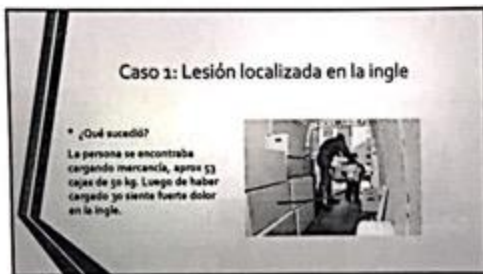 Caso 1: Lesión localizada en la ingle
• ¿Qué sucedió?
La persona se encontraba
cargando mercancía, aprox 53
cajas de 50 kg. Luego de haber
cargado 30 siente fuerte dolor
en la ingle.